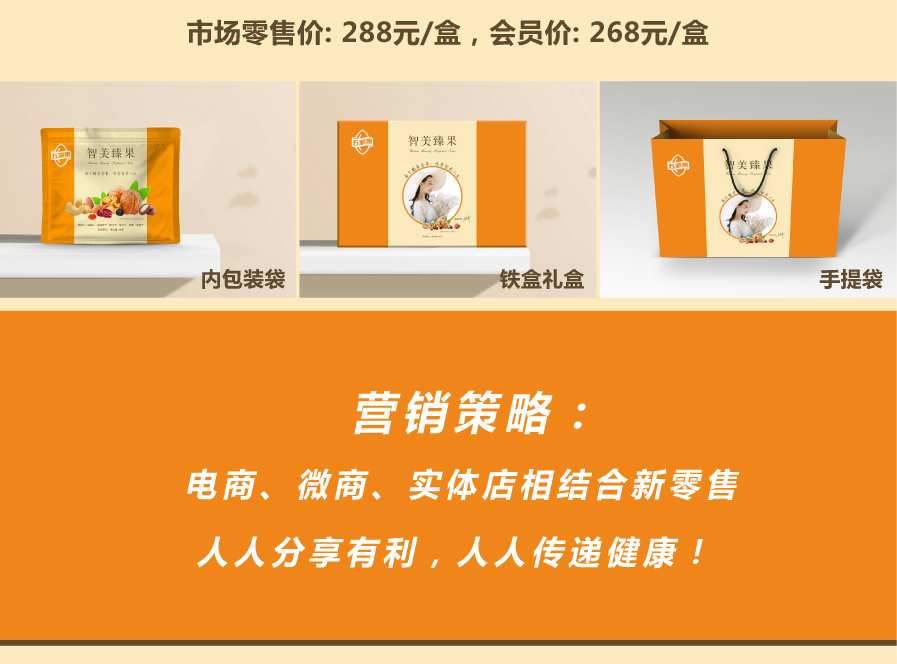 市场零售价: 288元/盒，会员价: 268元/盒
智美臻果
内包装袋
智美臻果
铁盒礼盒
智美臻果
手提袋
营销策略：
电商、微商、实体店相结合新零售
人人分享有利，人人传递健康！